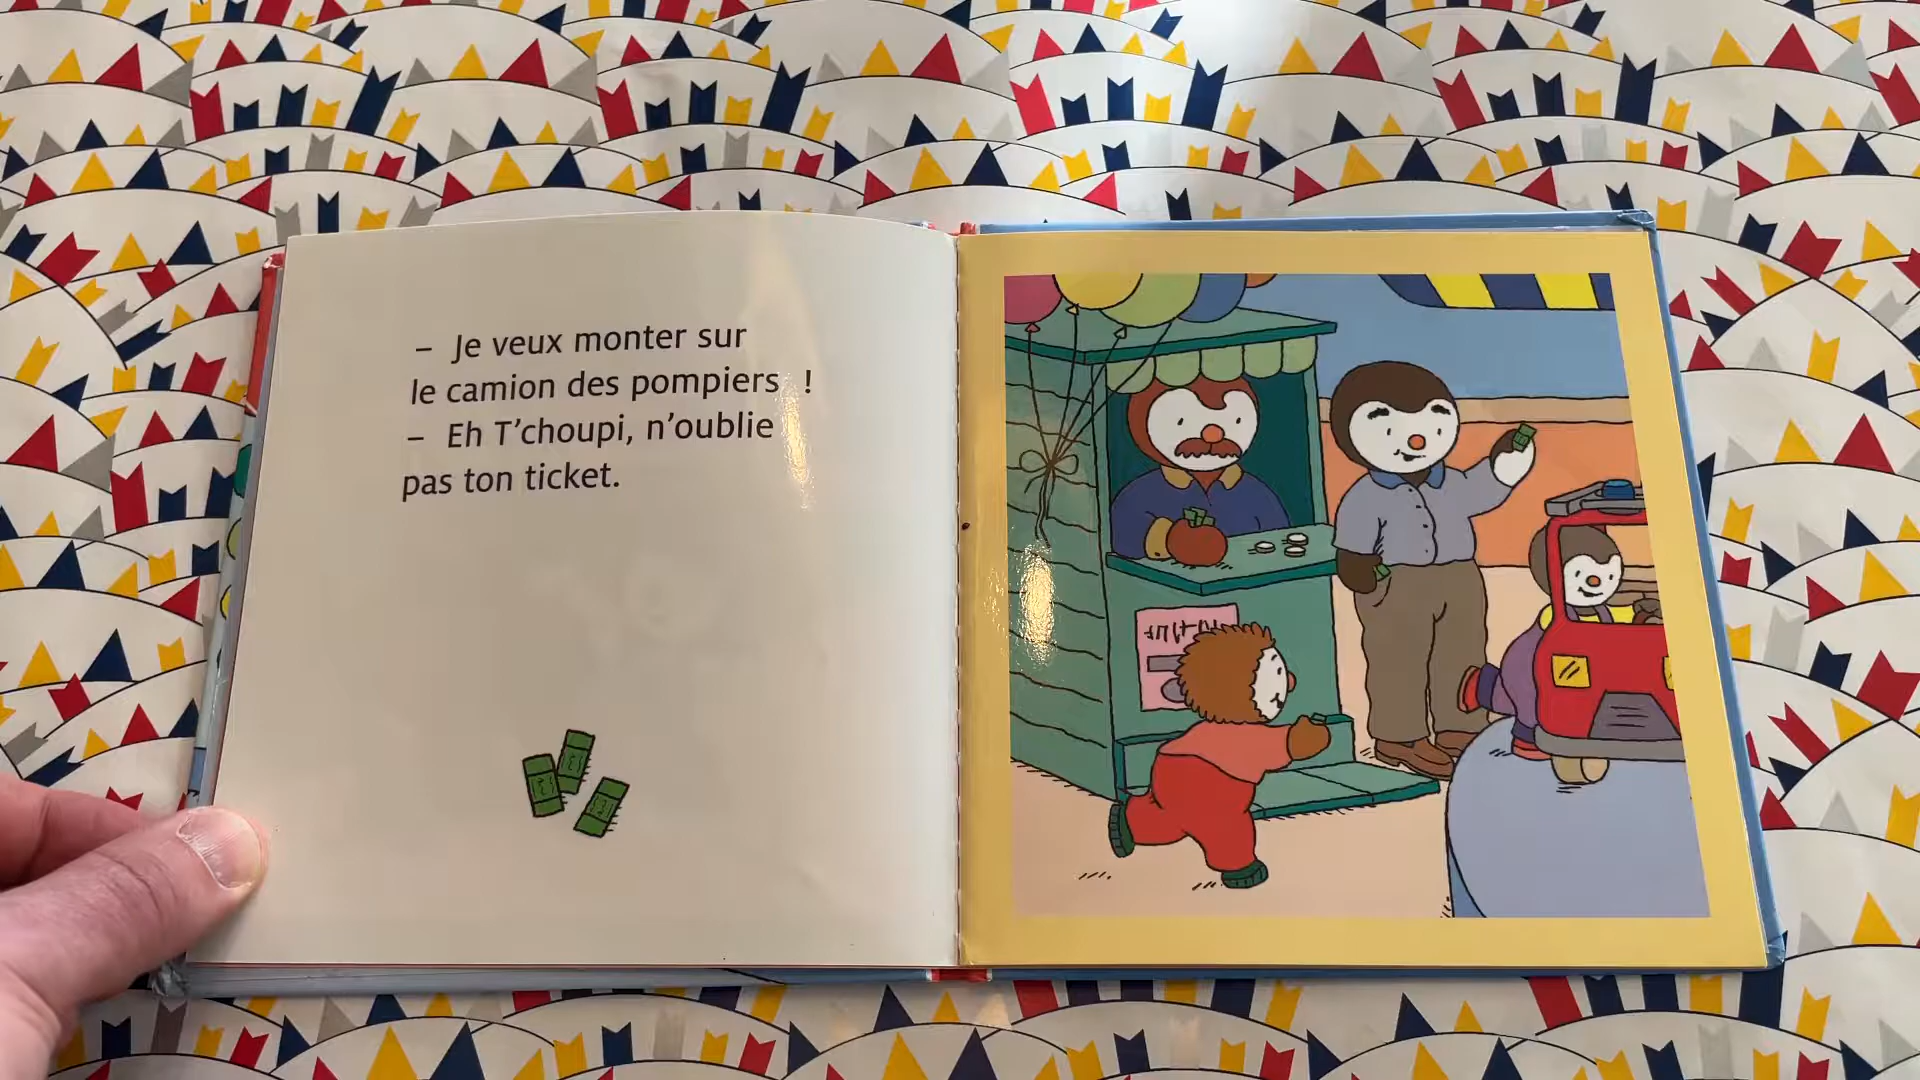 – Je veux monter sur
le camion des pompiers !
– Eh T'choupi, n'oublie
pas ton ticket.